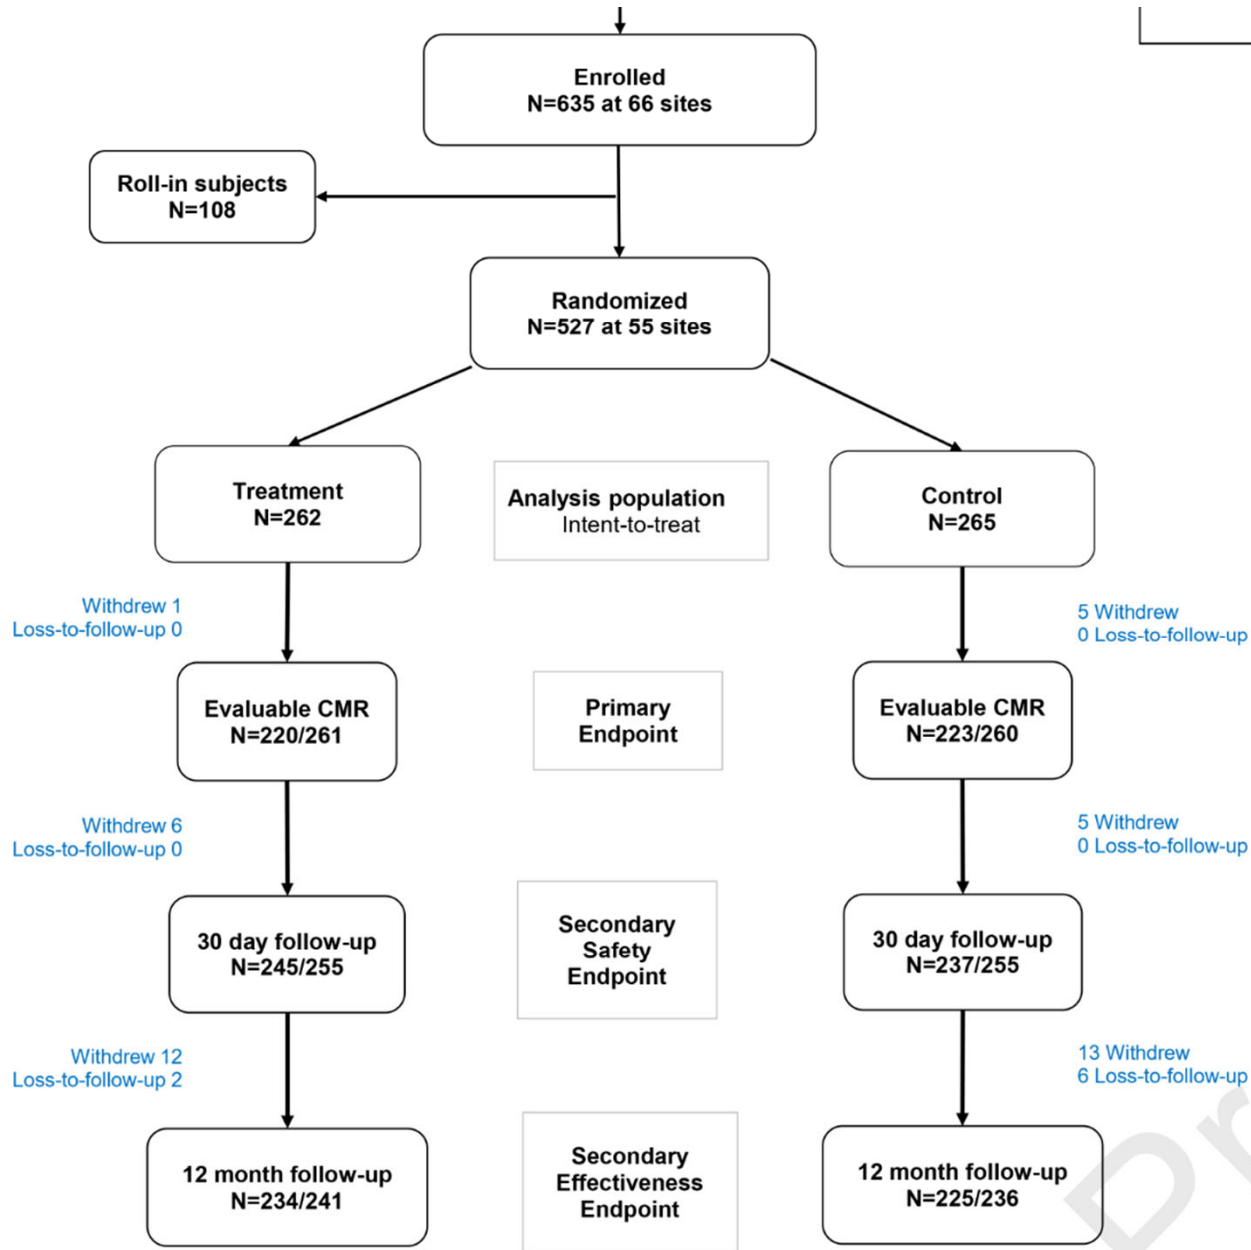 Enrolled
N=635 at 66 sites
Roll-in subjects
N=108
Randomized
N=527 at 55 sites
Treatment
N=262
Analysis population
Intent-to-treat
Control
N=265
Withdrew 1
Loss-to-follow-up 0
5 Withdrew
0 Loss-to-follow-up
Evaluable CMR
N=220/261
Primary
Endpoint
Evaluable CMR
N=223/260
Withdrew 6
Loss-to-follow-up 0
5 Withdrew
0 Loss-to-follow-up
30 day follow-up
N=245/255
Secondary
Safety
Endpoint
30 day follow-up
N=237/255
Withdrew 12
Loss-to-follow-up 2
13 Withdrew
6 Loss-to-follow-up
12 month follow-up
N=234/241
Secondary
Effectiveness
Endpoint
12 month follow-up
N=225/236